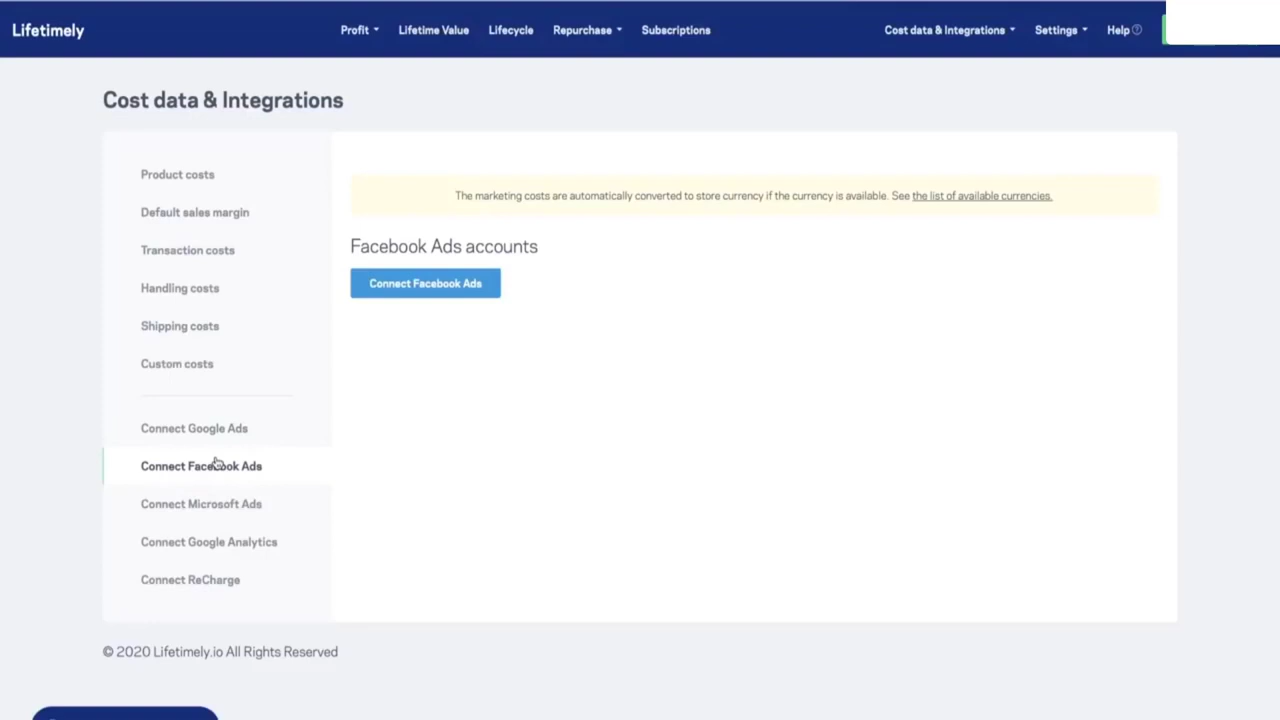 Lifetimely
Profit
Lifetime Value
Lifecycle
Repurchase
Subscriptions
Cost data & Integrations
Settings
Help
Cost data & Integrations
Product costs
Default sales margin
Transaction costs
Handling costs
Shipping costs
Custom costs
Connect Google Ads
Connect Facebook Ads
Connect Microsoft Ads
Connect Google Analytics
Connect ReCharge
The marketing costs are automatically converted to store currency if the currency is available. See the list of available currencies.
Facebook Ads accounts
Connect Facebook Ads
© 2020 Lifetimely.io All Rights Reserved